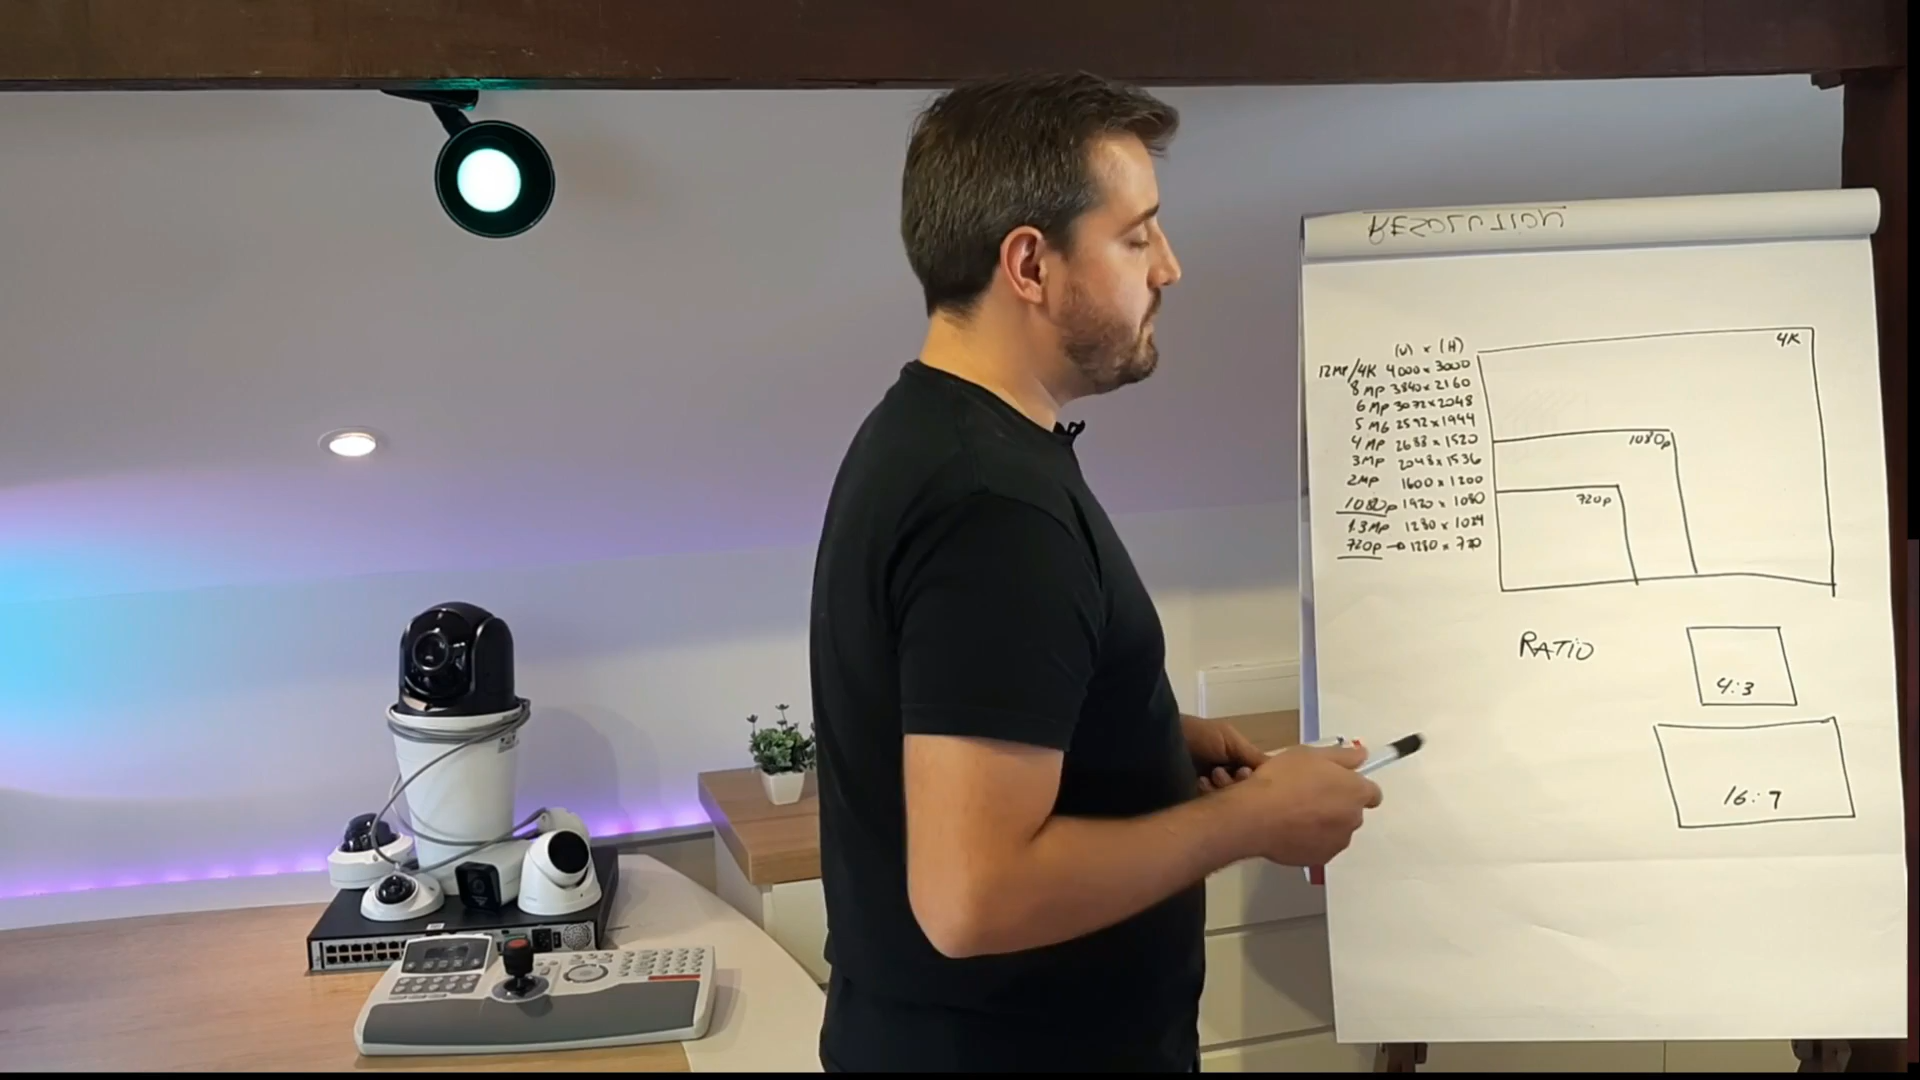 RESOLUTION
(V) x (H)
12MP/4K 4000 x 3000
8 MP 3840 x 2160
6 MP 3072 x 2048
5 MG 2592 x 1944
4 MP 2688 x 1520
3MP 2048 x 1536
2MP 1600 x 1200
1080p 1920 x 1080
1.3MP 1280 x 1024
720p → 1280 x 720
4K
1080p
720p
RATIO
4:3
16:9